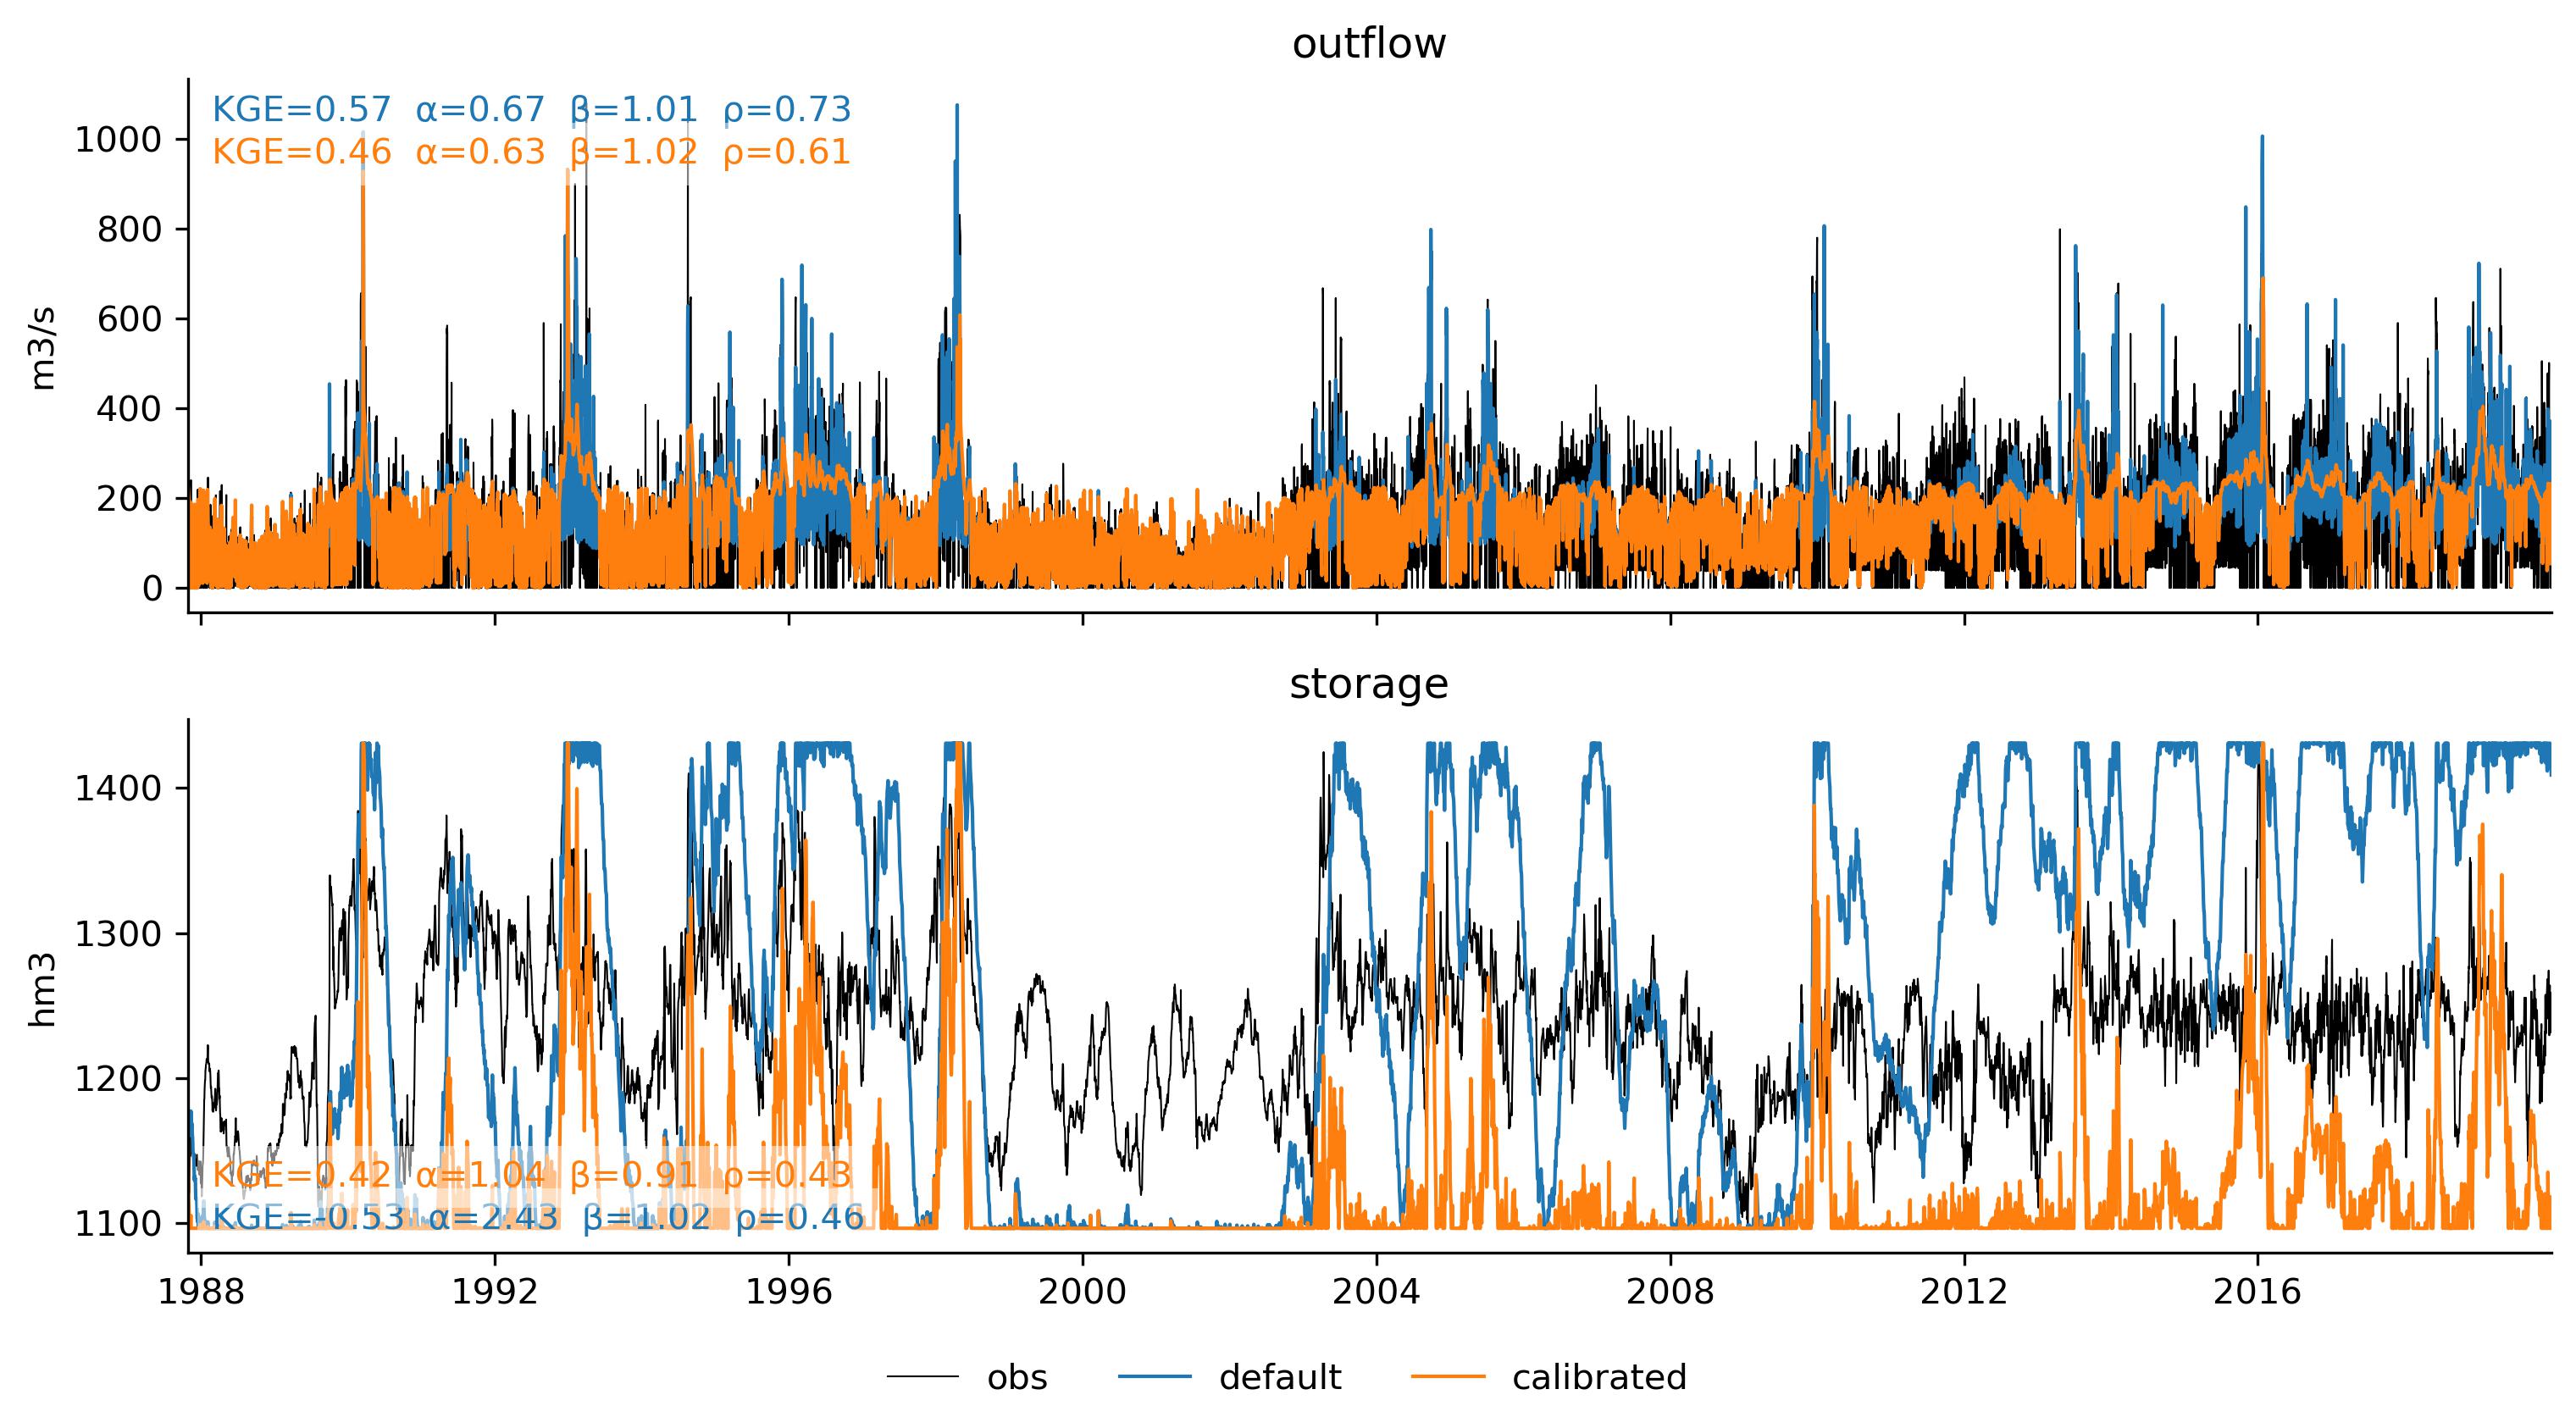 outflow
KGE=0.57 α=0.67 β=1.01 ρ=0.73
KGE=0.46 α=0.63 β=1.02 ρ=0.61
1000
800
600
400
200
0
m3/s
storage
1400
1300
1200
1100
hm3
KGE=0.42 α=1.04 β=0.91 ρ=0.43
KGE=-0.53 α=2.43 β=1.02 ρ=0.46
1988 1992 1996 2000 2004 2008 2012 2016
obs default calibrated